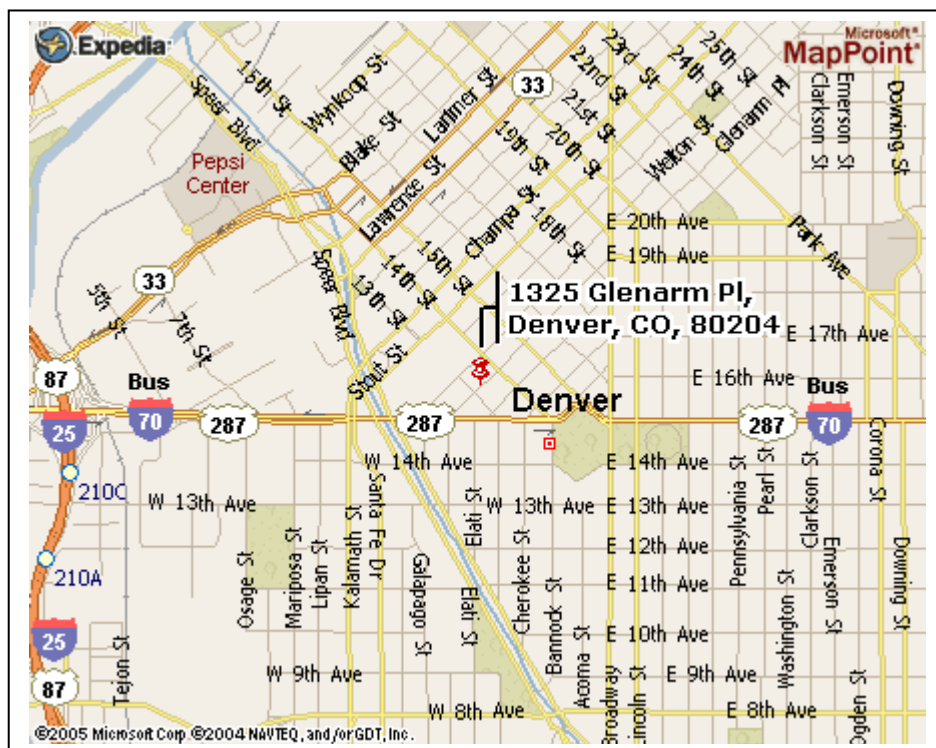 Expedia
Microsoft®
MapPoint®
Speer Blvd
15th St
Wynkoop St
Blake St
Larimer St
33
23rd St
22nd St
21st St
24th St
25th St
Glenarm Pl
Clarkson St
Emerson St
Downing St
Pepsi
Center
Lawrence St
19th St
20th St
Welton St
Champa St
18th St
E 20th Ave
E 19th Ave
Park Ave
33
5th St
7th St
Speer Blvd
13th St
14th St
15th St
Stout St
1325 Glenarm Pl,
Denver, CO, 80204
E 17th Ave
E 16th Ave
87
25
Bus
70
287
287
Denver
287
Bus
70
210C
W 14th Ave
E 14th Ave
W 13th Ave
W 13th Ave
E 13th Ave
210A
E 12th Ave
E 11th Ave
E 10th Ave
Osage St
Mariposa St
Lipan St
Kalamath St
Santa Fe Dr
Galapago St
Elati St
Elati St
Cherokee St
Bannock St
Acoma St
Broadway
Lincoln St
Pennsylvania St
Pearl St
Washington St
Clarkson St
Emerson St
Corona St
Downing St
Ogden St
25
87
Tejon St
W 9th Ave
E 9th Ave
W 8th Ave
E 8th Ave
©2005 Microsoft Corp ©2004 NAVTEQ, and/or GDT, Inc.